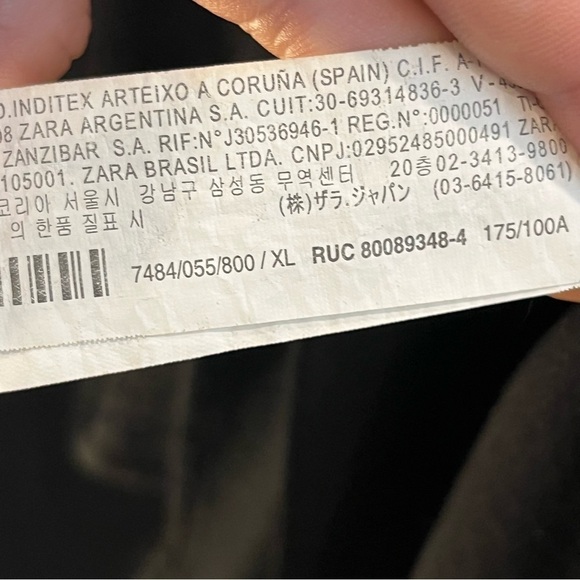 .INDITEX ARTEIXO A CORUÑA (SPAIN) C.I.F. A-
8 ZARA ARGENTINA S.A. CUIT:30-69314836-3 V-
ZANZIBAR S.A. RIF:N°J30536946-1 REG.N°:0000051
105001. ZARA BRASIL LTDA. CNPJ:02952485000491 ZARA
코리아 서울시 강남구 삼성동 무역센터 20층02-3413-9800
의 한품 질표 시 (株)ザラ.ジャパン (03-6415-8061)
7484/055/800 / XL RUC 80089348-4 175/100A